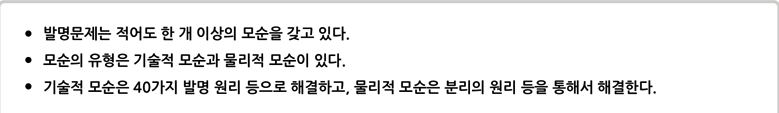 • 발명문제는 적어도 한 개 이상의 모순을 갖고 있다.
• 모순의 유형은 기술적 모순과 물리적 모순이 있다.
• 기술적 모순은 40가지 발명 원리 등으로 해결하고, 물리적 모순은 분리의 원리 등을 통해서 해결한다.